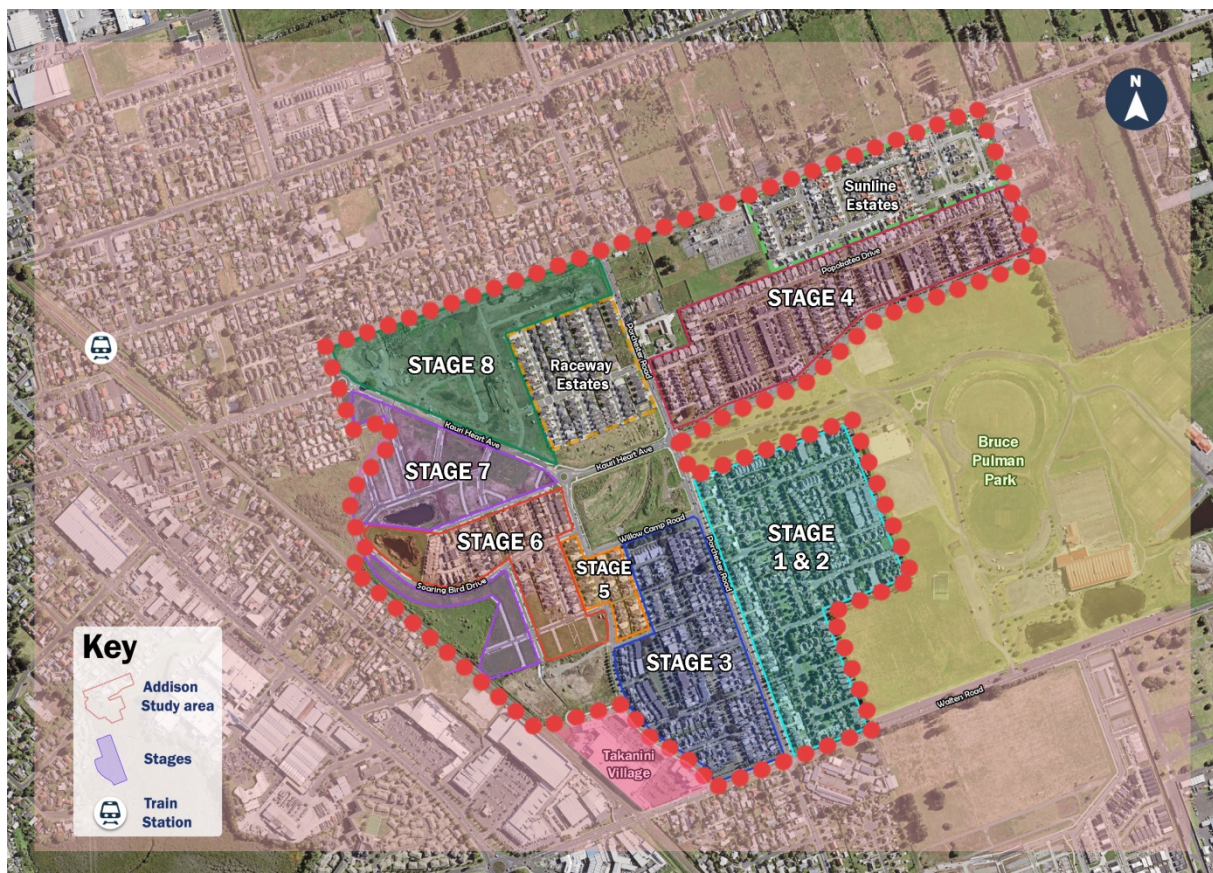 N
Sunline
Estates
Papakatea Drive
STAGE 4
Porchester Road
STAGE 8
Raceway
Estates
Kauri Heart Ave
Kauri Heart Ave
STAGE 7
Bruce
Pulman
Park
STAGE 6
Willow Camp Road
STAGE
1 & 2
Porchester Road
STAGE
5
Soaring Bird Drive
STAGE 3
Walten Road
Takanini
Village
Key
Addison
Study area
Stages
Train
Station